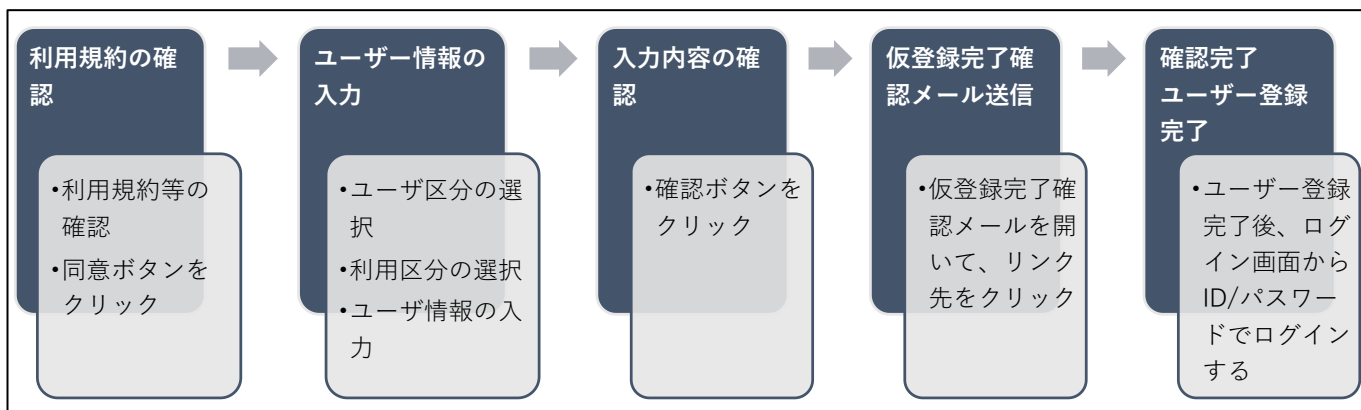 利用規約の確
認
•利用規約等の
確認
•同意ボタンを
クリック
ユーザー情報の
入力
•ユーザ区分の選
択
•利用区分の選択
•ユーザ情報の入
力
入力内容の確
認
•確認ボタンを
クリック
仮登録完了確
認メール送信
•仮登録完了確
認メールを開
いて、リンク
先をクリック
確認完了
ユーザー登録
完了
•ユーザー登録
完了後、ログ
イン画面から
ID/パスワー
ドでログイン
する